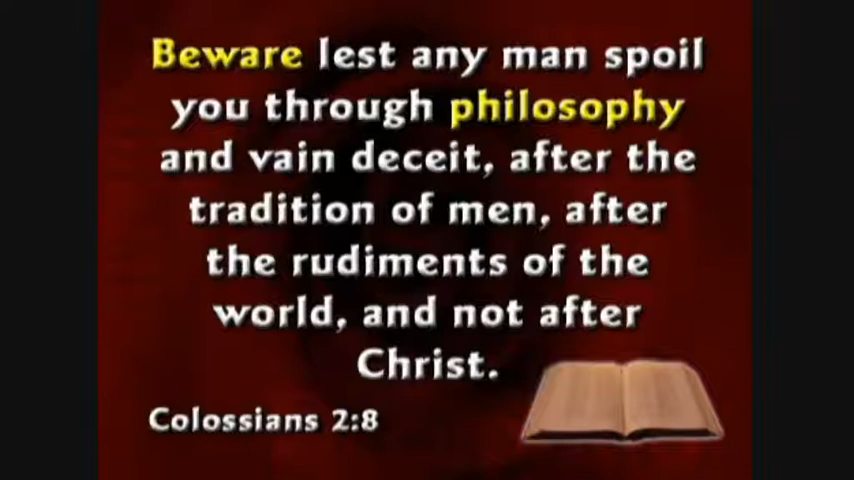 Beware lest any man spoil
you through philosophy
and vain deceit, after the
tradition of men, after
the rudiments of the
world, and not after
Christ.
Colossians 2:8